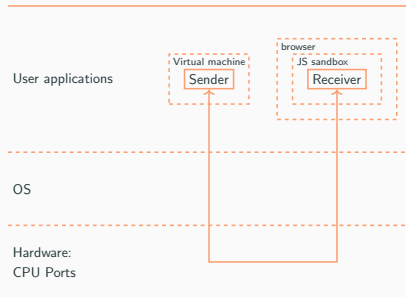 browser
Virtual machine
JS sandbox
User applications
Sender
Receiver
OS
Hardware:
CPU Ports